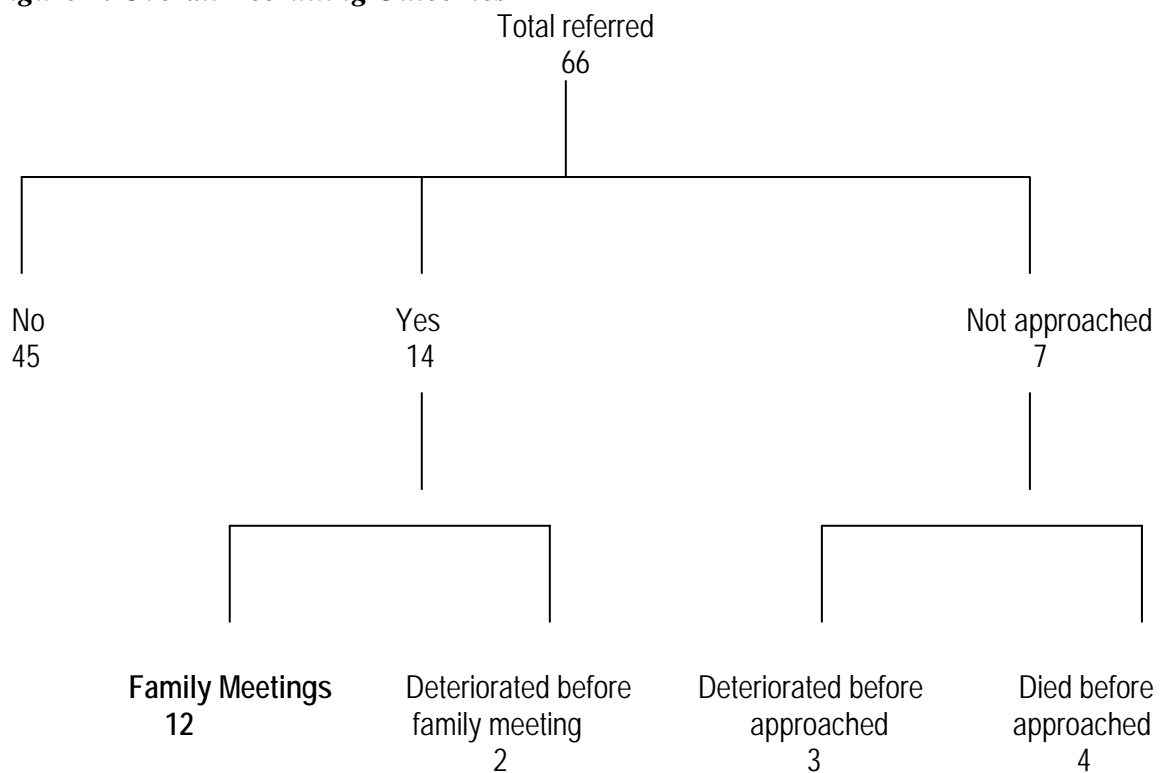 Total referred
66
No
45
Yes
14
Not approached
7
Family Meetings
12
Deteriorated before
family meeting
2
Deteriorated before
approached
3
Died before
approached
4